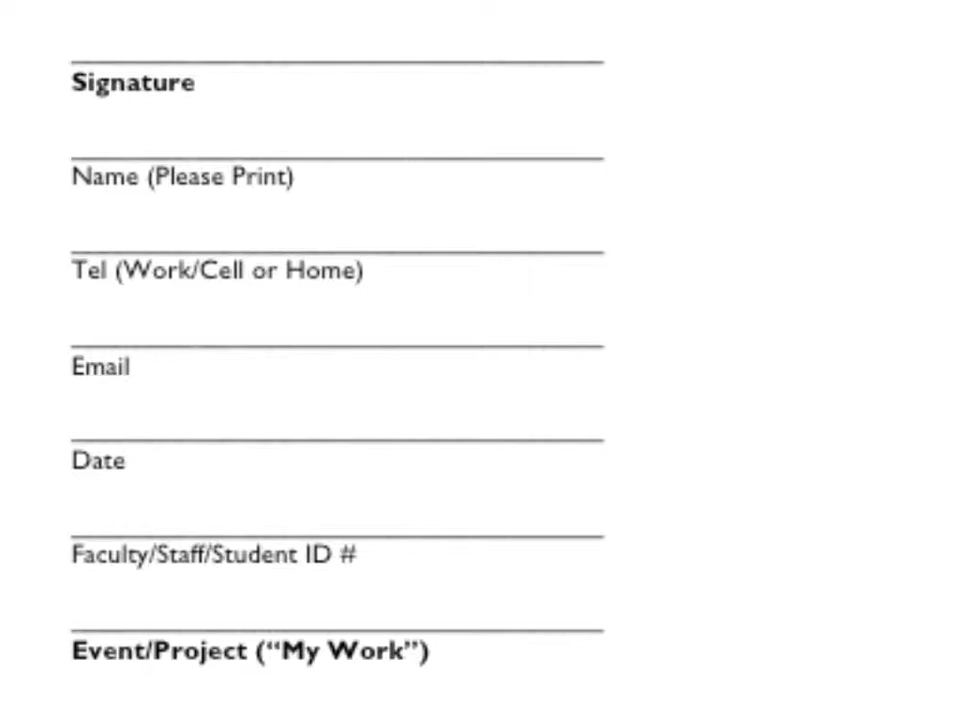 Signature
Name (Please Print)
Tel (Work/Cell or Home)
Email
Date
Faculty/Staff/Student ID #
Event/Project (“My Work”)